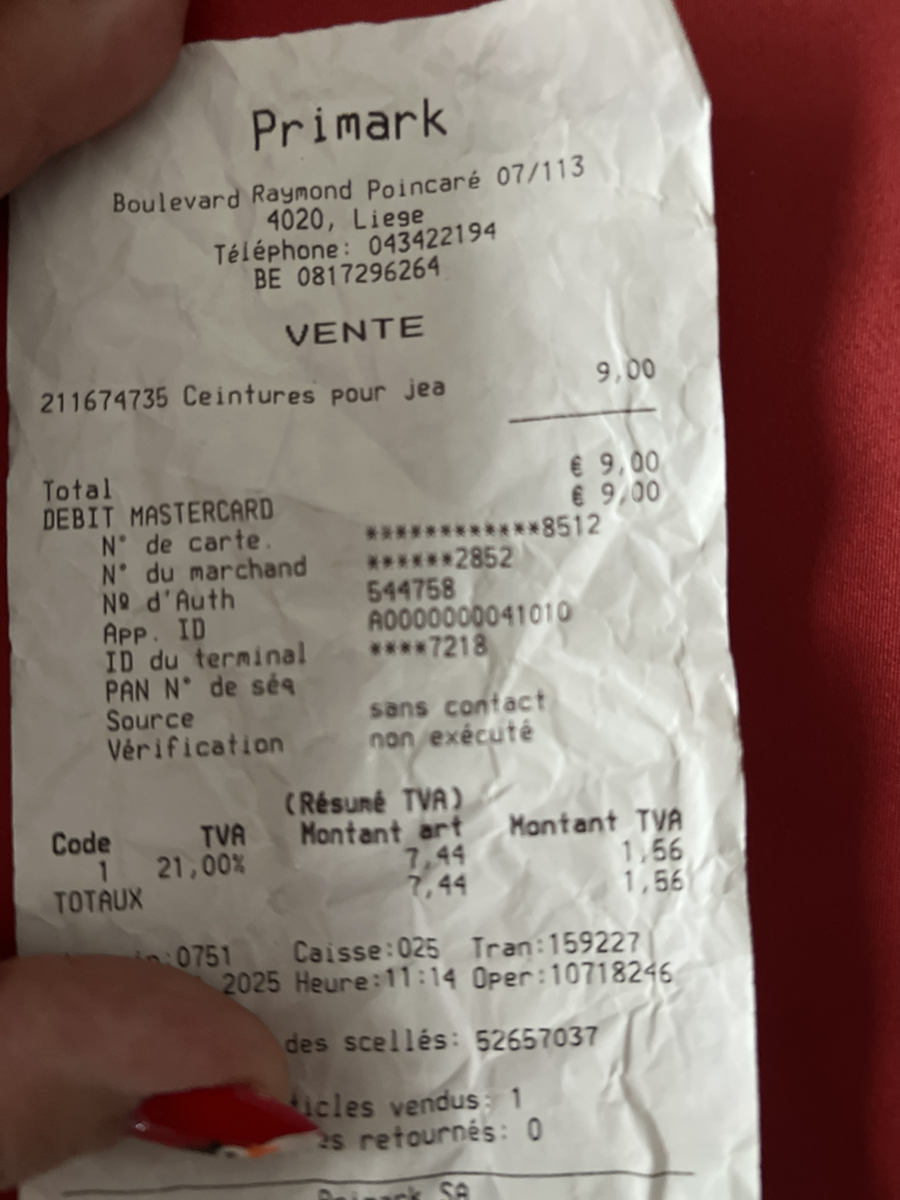 Primark
Boulevard Raymond Poincaré 07/113
4020, Liege
Téléphone: 043422194
BE 0817296264
VENTE
211674735 Ceintures pour jea 9,00
Total € 9,00
DEBIT MASTERCARD € 9,00
N° de carte. ************8512
N° du marchand ******2852
Nº d'Auth 544758
App. ID A0000000041010
ID du terminal ****7218
PAN N° de séq
Source sans contact
Vérification non exécuté
(Résumé TVA)
Code TVA Montant art Montant TVA
1 21,00% 7,44 1,56
TOTAUX 7,44 1,56
:0751 Caisse:025 Tran:159227
2025 Heure:11:14 Oper:10718246
des scellés: 52657037
ticles vendus: 1
es retournés: 0
Primark SA